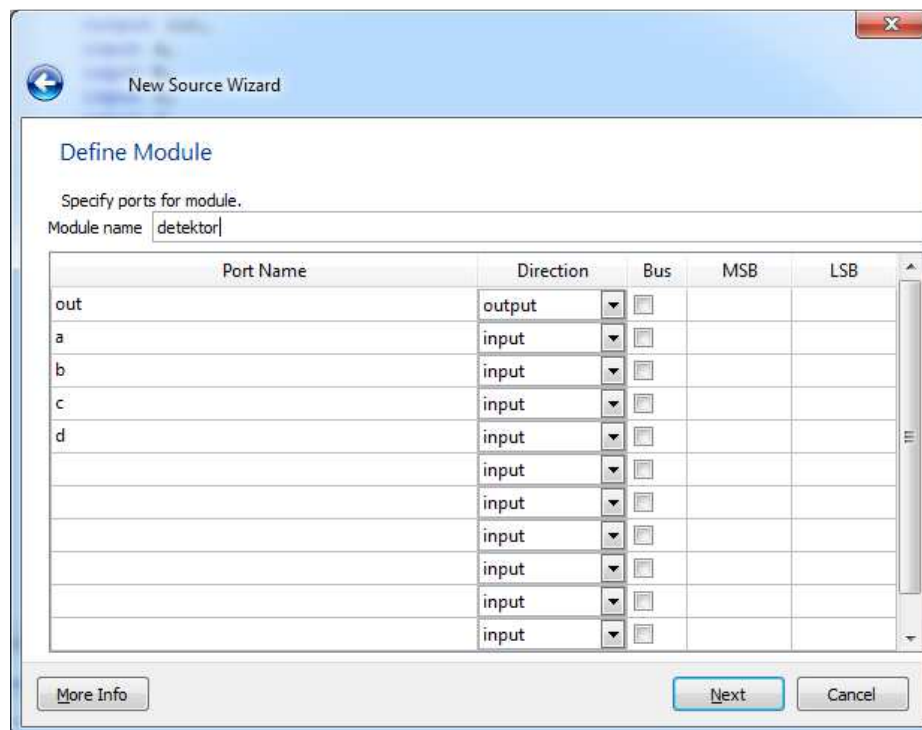 New Source Wizard
Define Module
Specify ports for module.
Module name detektor
Port Name Direction Bus MSB LSB
out output
a input
b input
c input
d input
input
input
input
input
input
input
More Info Next Cancel